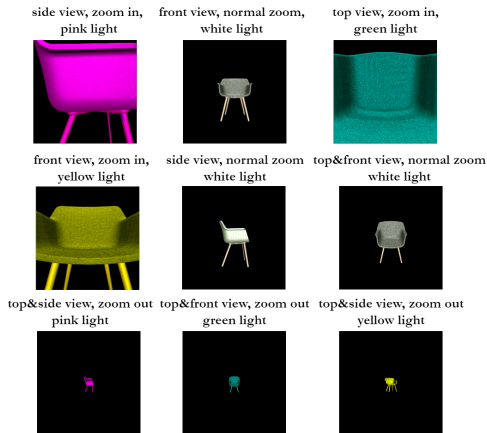 side view, zoom in,
pink light
front view, normal zoom,
white light
top view, zoom in,
green light
front view, zoom in,
yellow light
side view, normal zoom
white light
top&front view, normal zoom
white light
top&side view, zoom out
pink light
top&front view, zoom out
green light
top&side view, zoom out
yellow light